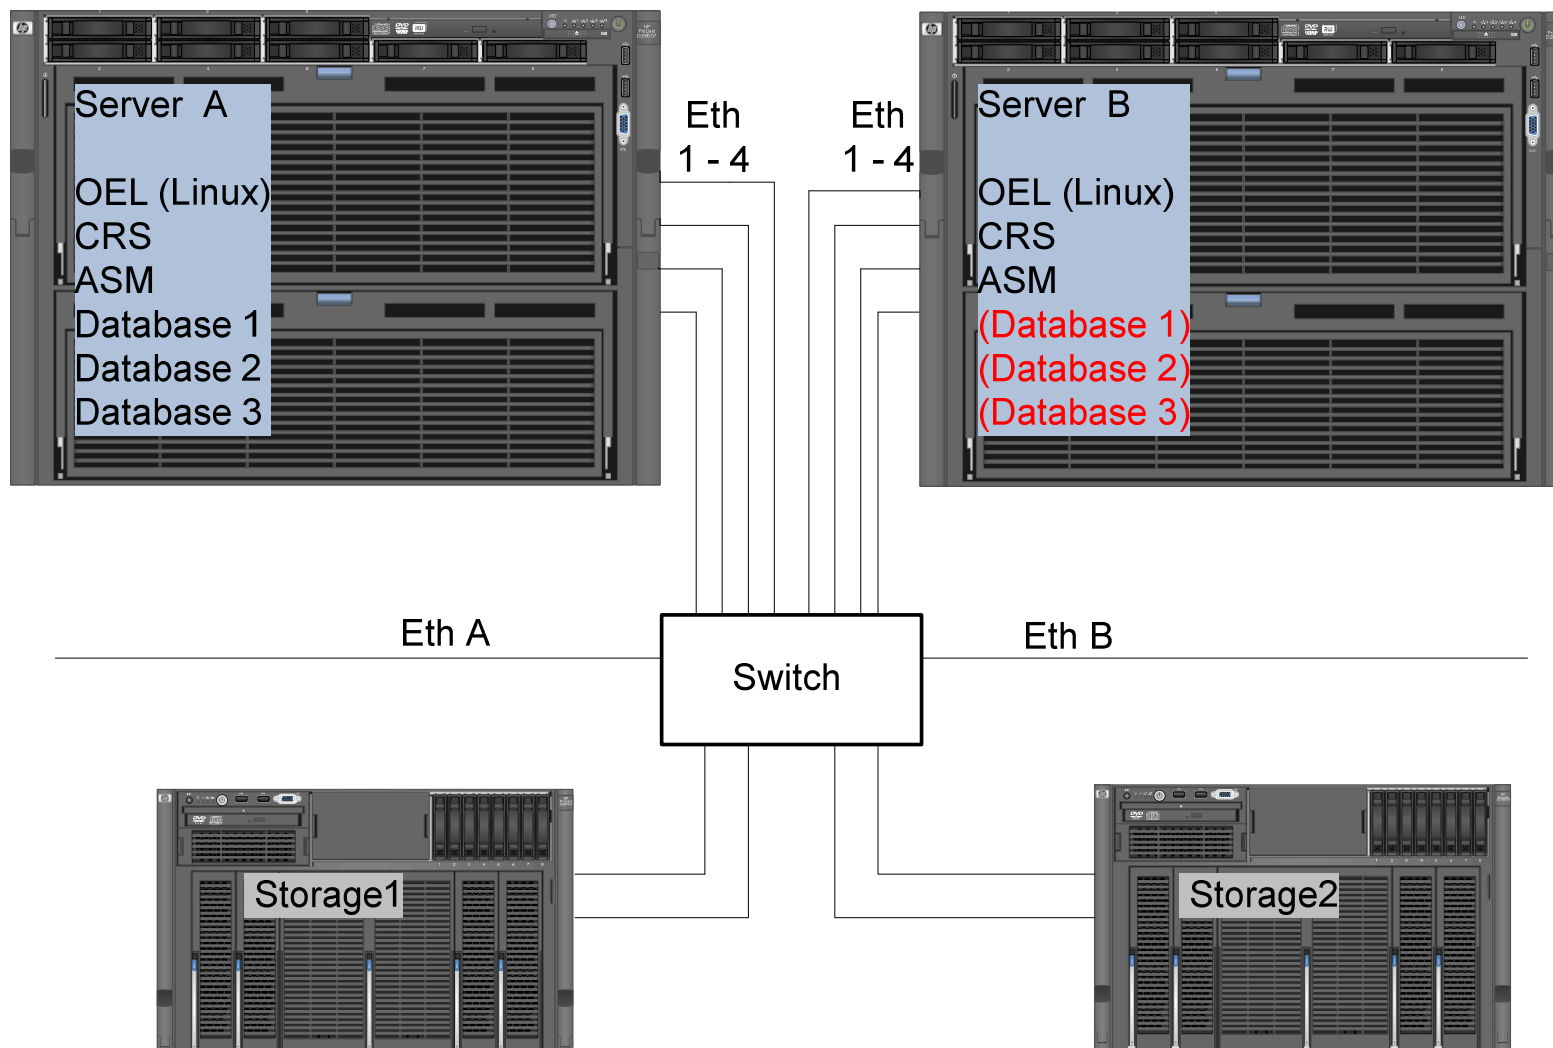 Server A
OEL (Linux)
CRS
ASM
Database 1
Database 2
Database 3
Eth
1 - 4
Eth
1 - 4
Server B
OEL (Linux)
CRS
ASM
(Database 1)
(Database 2)
(Database 3)
Eth A
Switch
Eth B
Storage1
Storage2